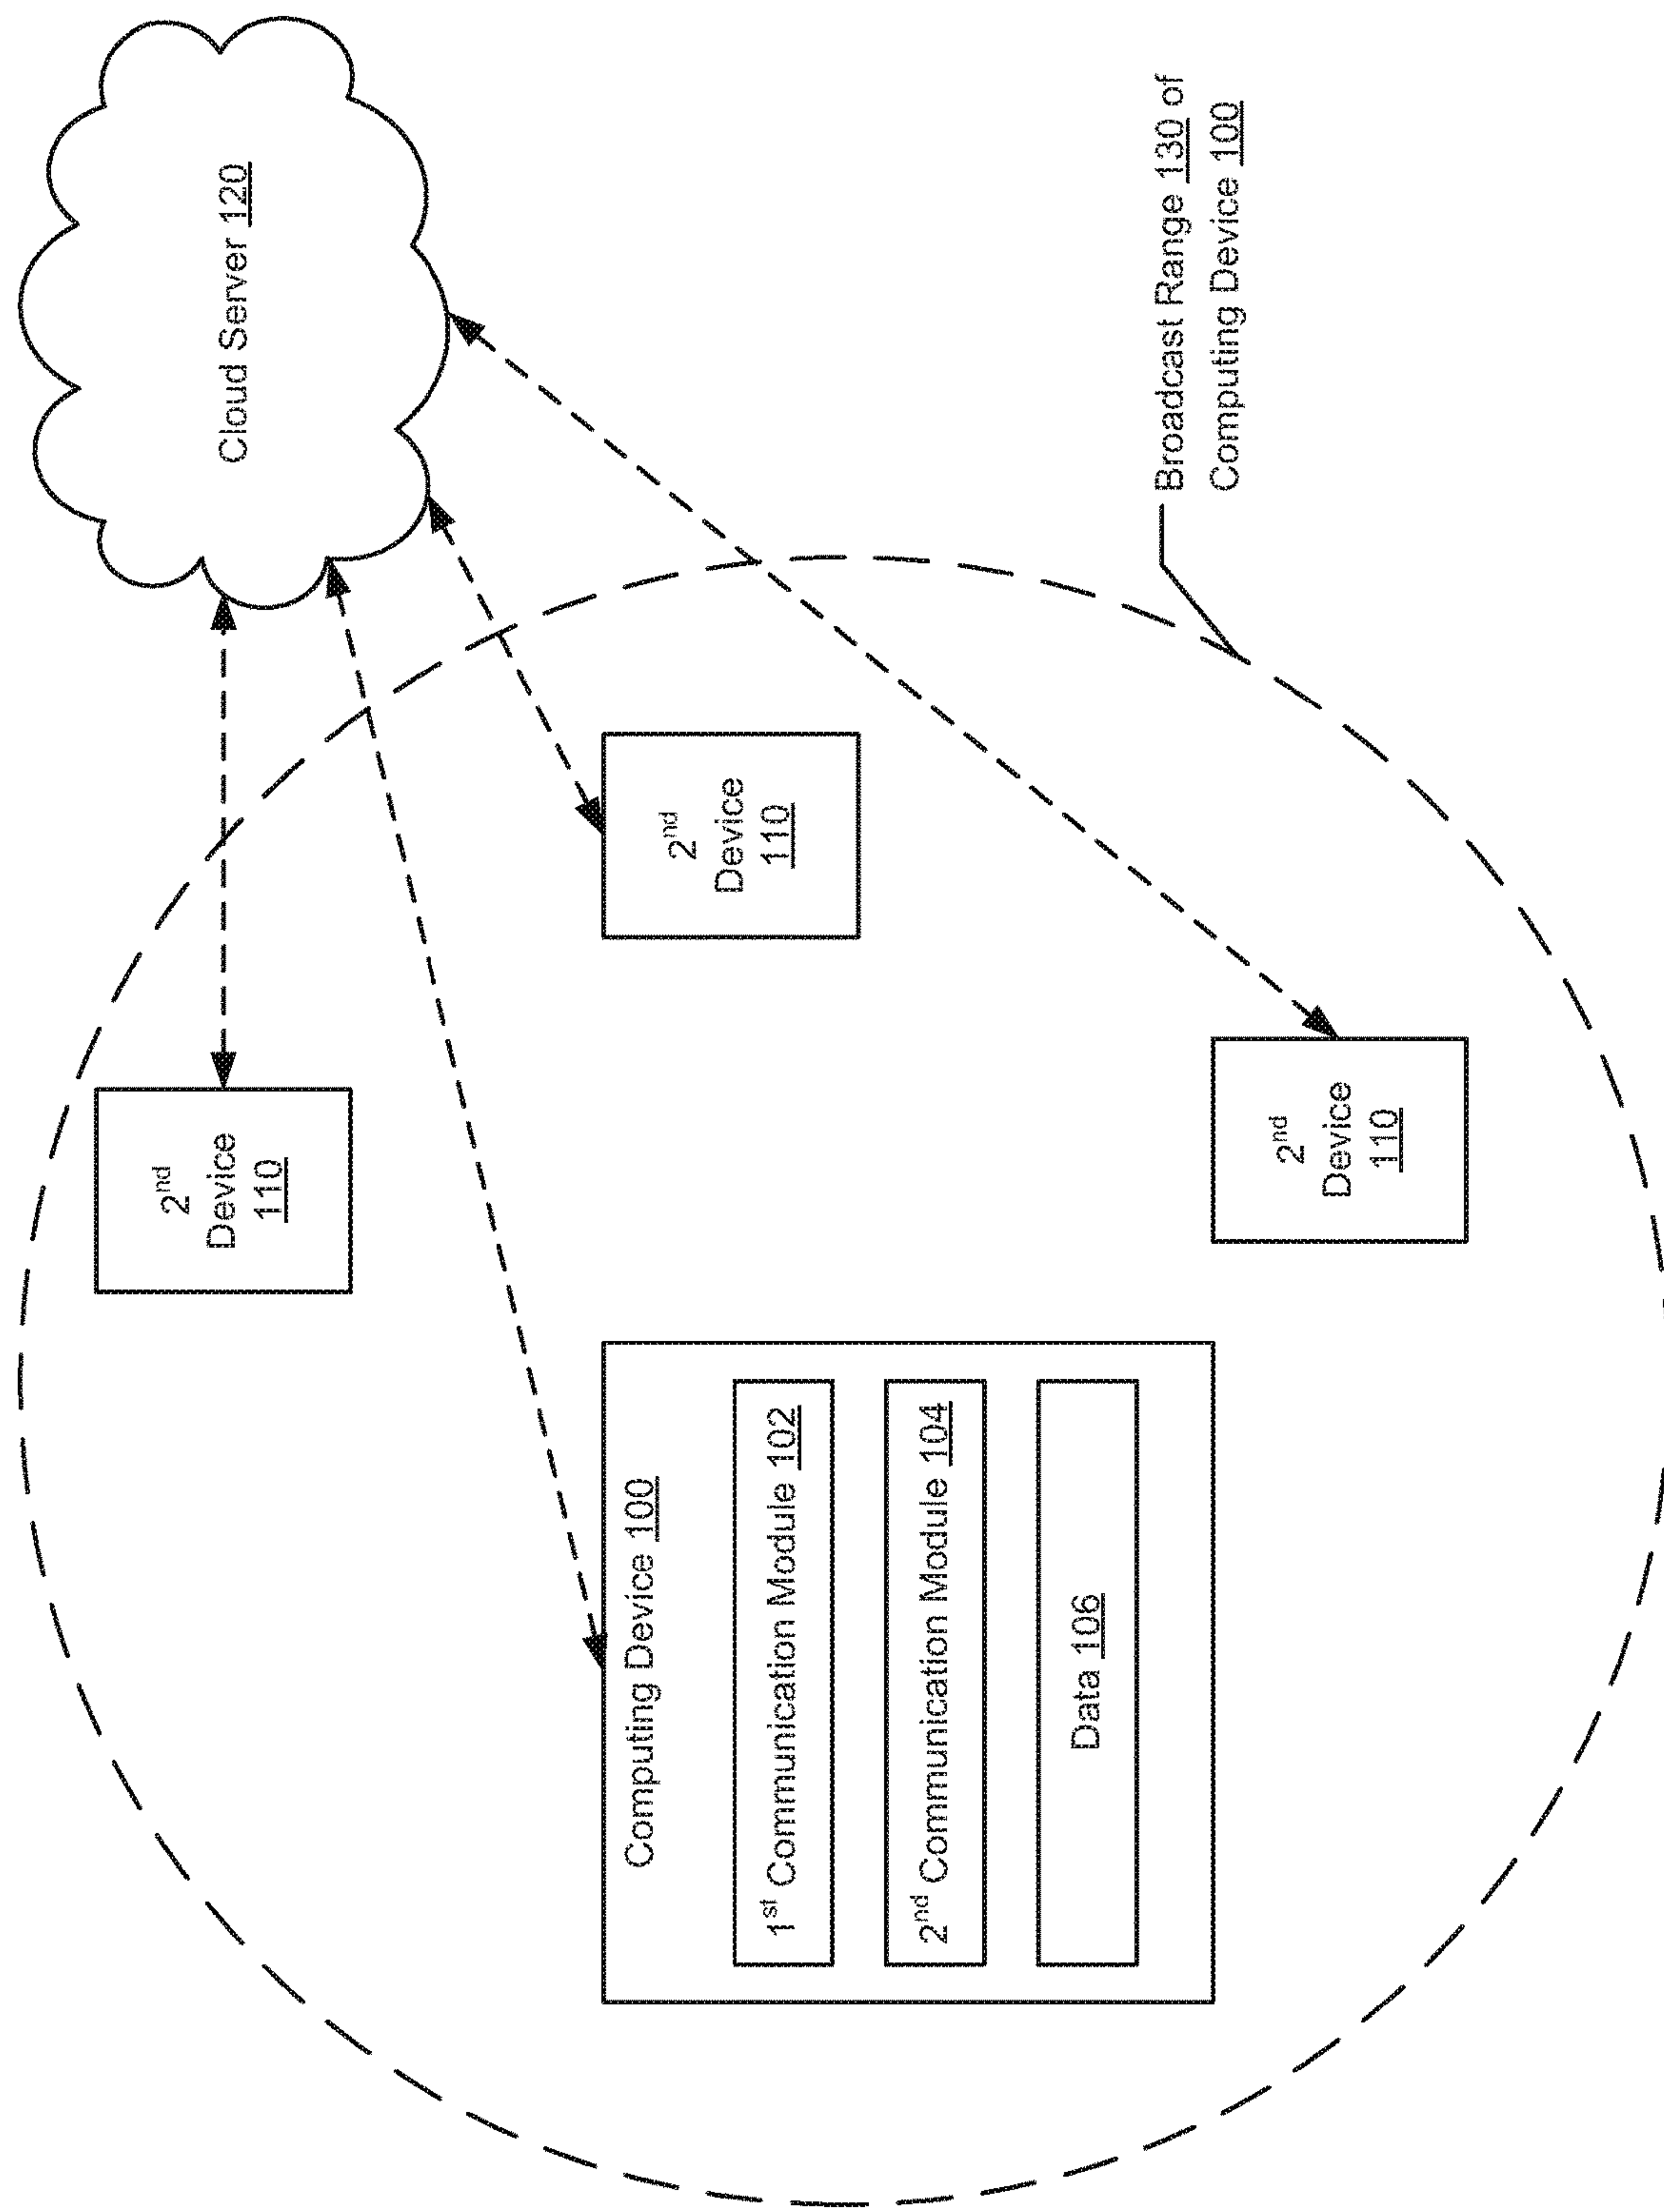 Cloud Server 120
2nd
Device
110
2nd
Device
110
2nd
Device
110
Computing Device 100
1st Communication Module 102
2nd Communication Module 104
Data 106
Broadcast Range 130 of
Computing Device 100